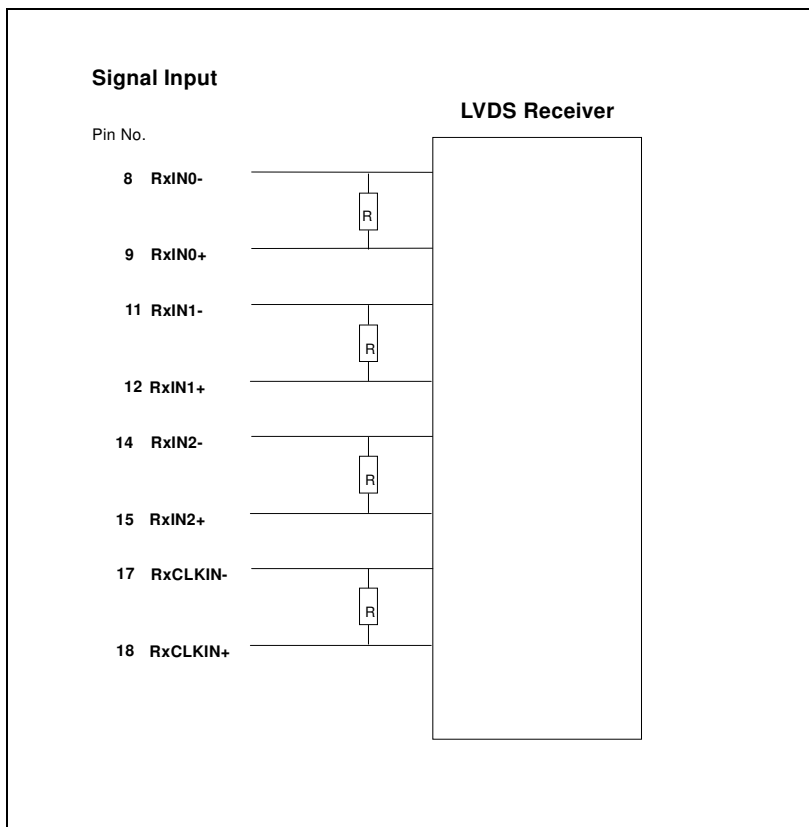 Signal Input
LVDS Receiver
Pin No.
8 RxIN0-
R
9 RxIN0+
11 RxIN1-
R
12 RxIN1+
14 RxIN2-
R
15 RxIN2+
17 RxCLKIN-
R
18 RxCLKIN+